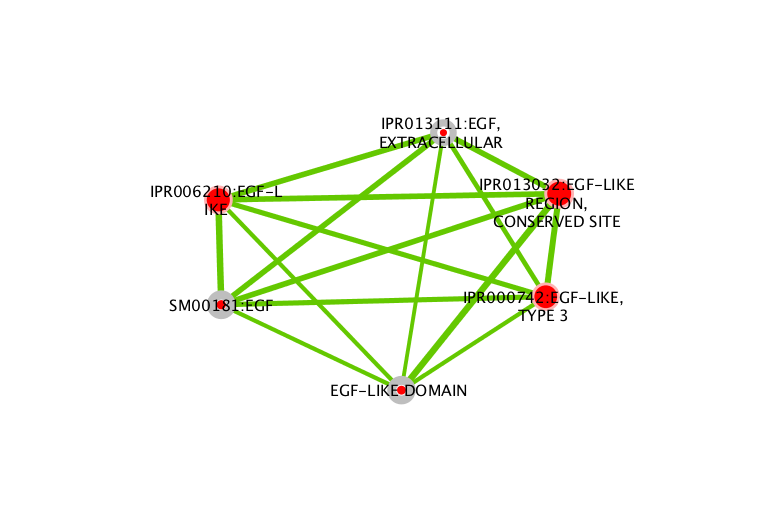 IPR013111:EGF,
EXTRACELLULAR
IPR006210:EGF-L
IKE
IPR013032:EGF-LIKE
REGION,
CONSERVED SITE
SM00181:EGF
IPR000742:EGF-LIKE,
TYPE 3
EGF-LIKE DOMAIN